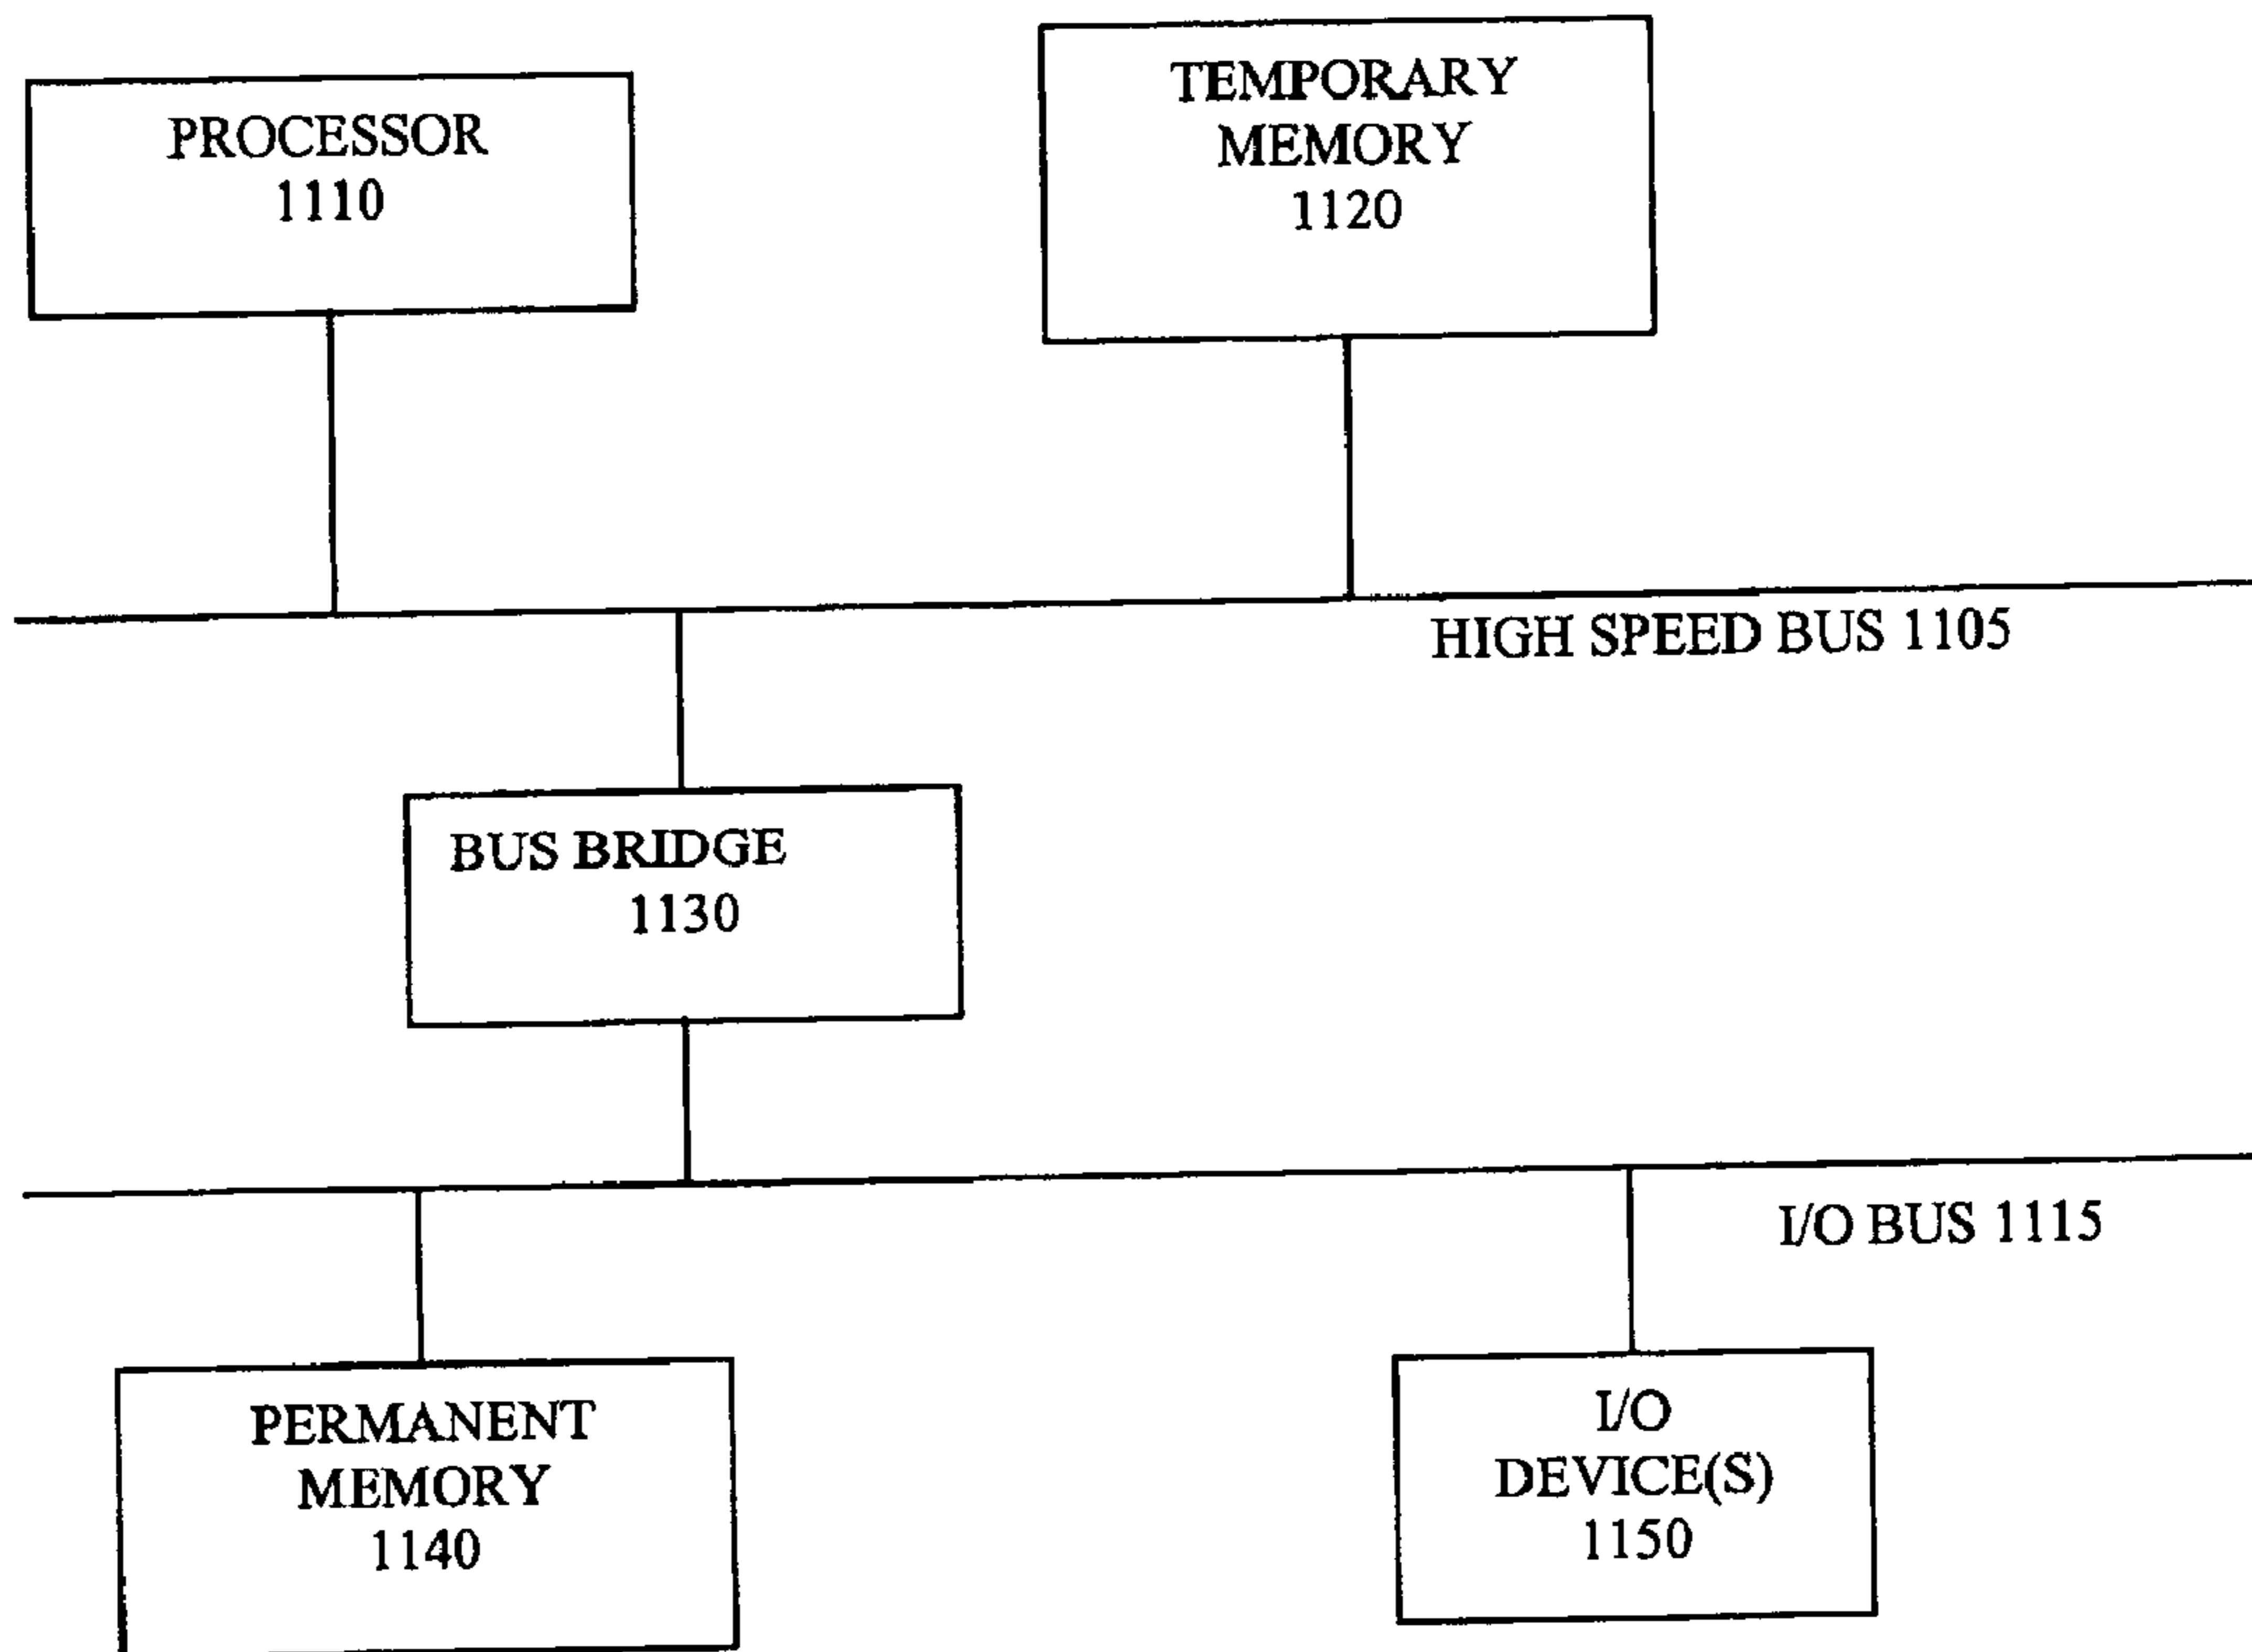 PROCESSOR
1110
TEMPORARY
MEMORY
1120
HIGH SPEED BUS 1105
BUS BRIDGE
1130
I/O BUS 1115
PERMANENT
MEMORY
1140
I/O
DEVICE(S)
1150